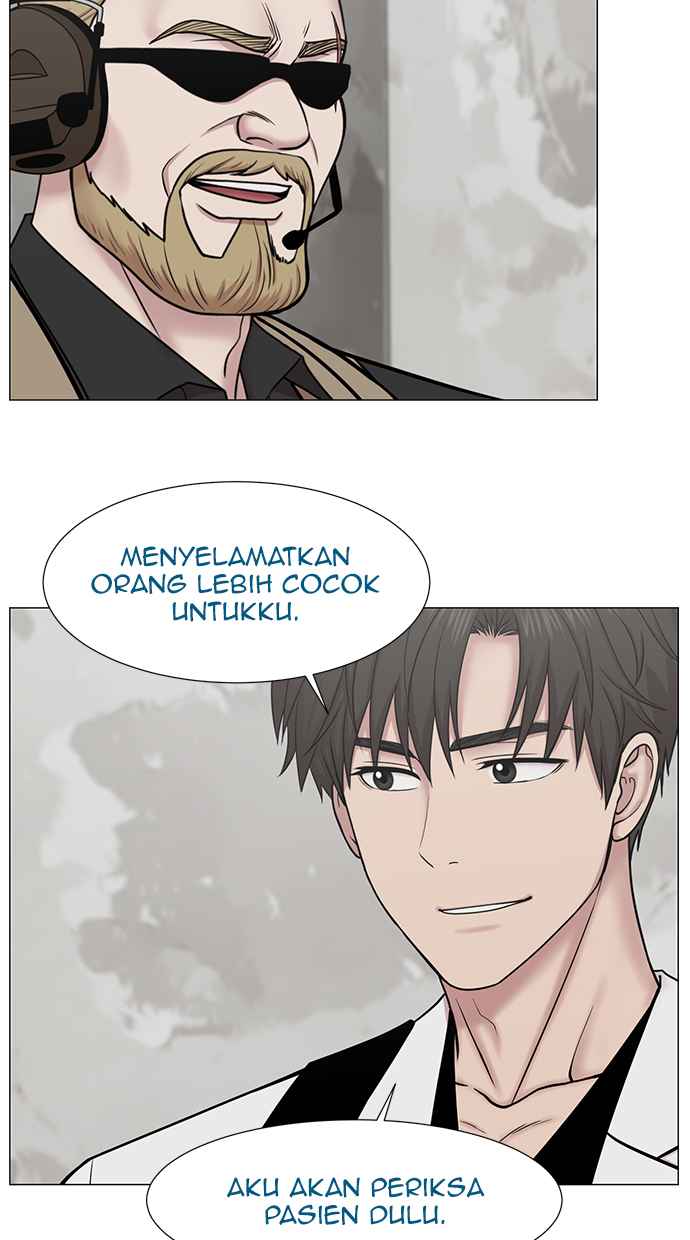 MENYELAMATKAN
ORANG LEBIH COCOK
UNTUKKU.
AKU AKAN PERIKSA
PASIEN DULU.